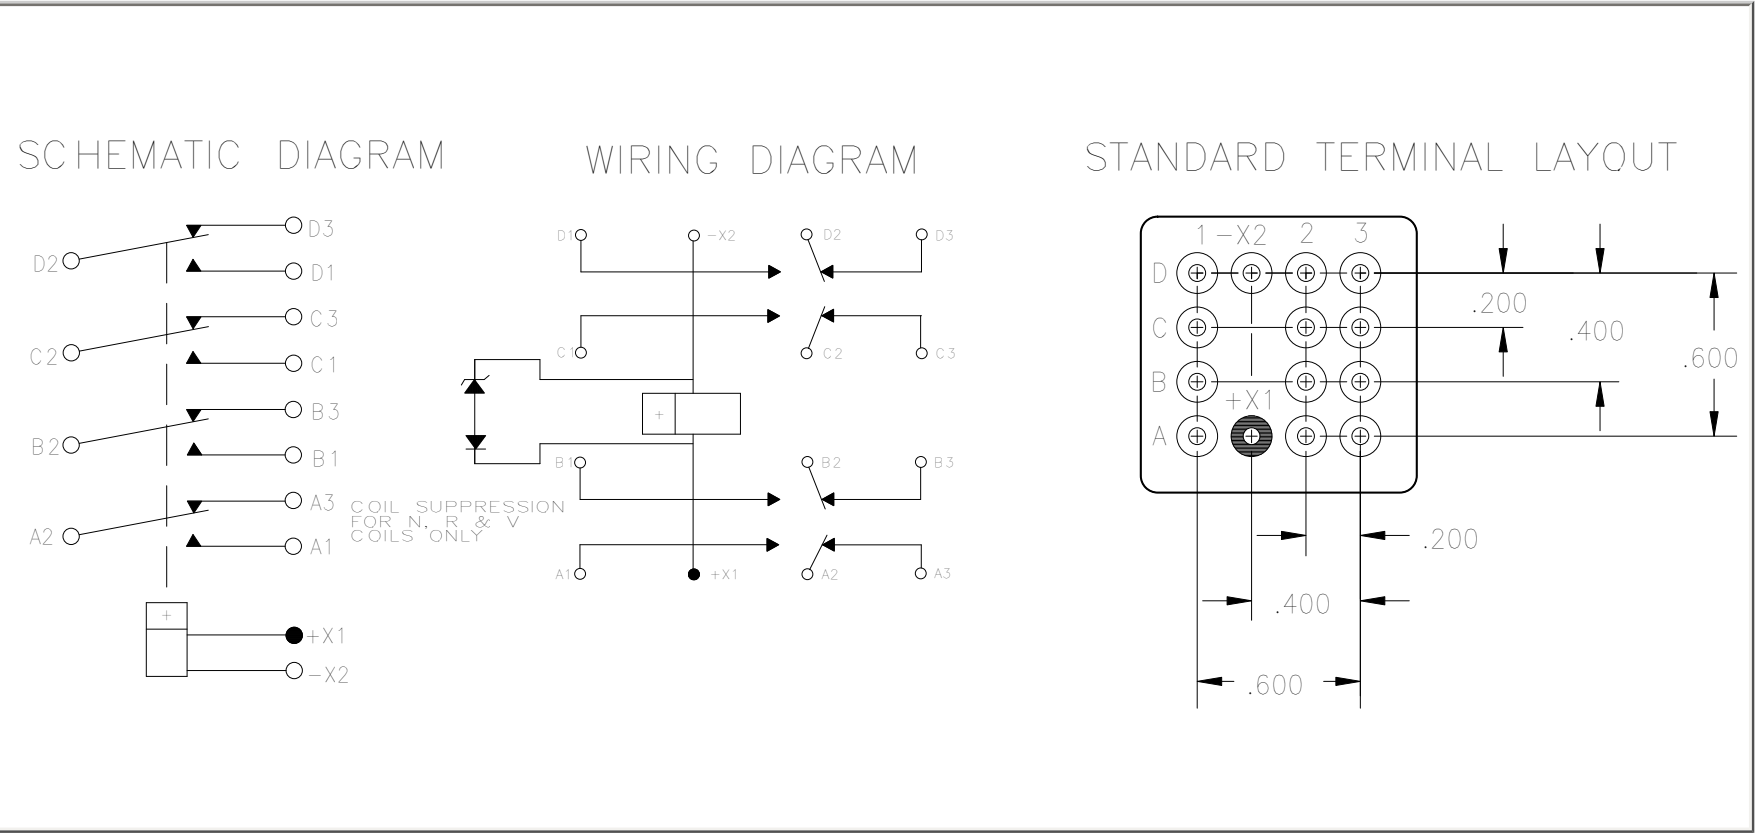 SCHEMATIC DIAGRAM
D3
D2
D1
C3
C2
C1
B3
B2
B1
A3
A2
A1
COIL SUPPRESSION
FOR N, R & V
COILS ONLY
+
+X1
-X2
WIRING DIAGRAM
D1
-X2
D2
D3
C1
C2
C3
+
B1
B2
B3
A1
+X1
A2
A3
STANDARD TERMINAL LAYOUT
1 -X2 2 3
D
C
B
+X1
A
.200
.400
.600
.200
.400
.600